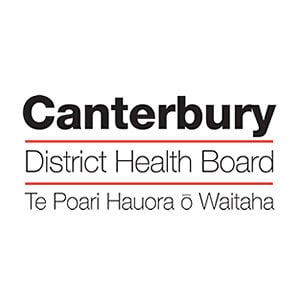 Canterbury
District Health Board
Te Poari Hauora ō Waitaha